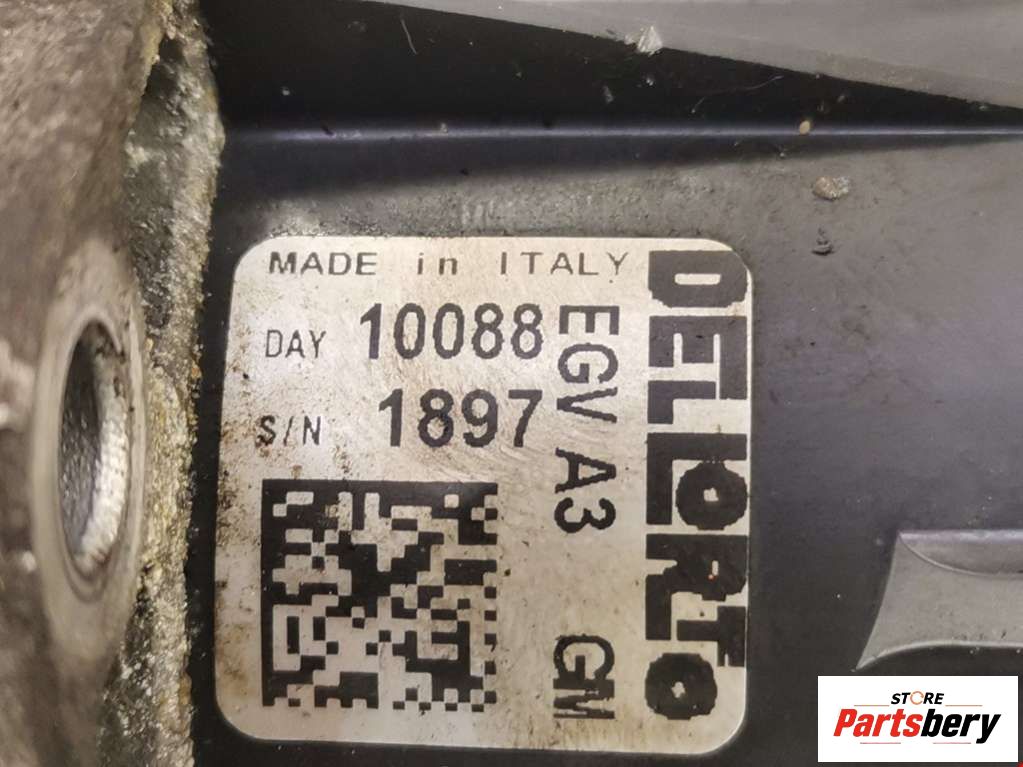 MADE in ITALY
DAY 10088
S/N 1897
EGV A3 GM
DELLORTO
STORE
Partsbery